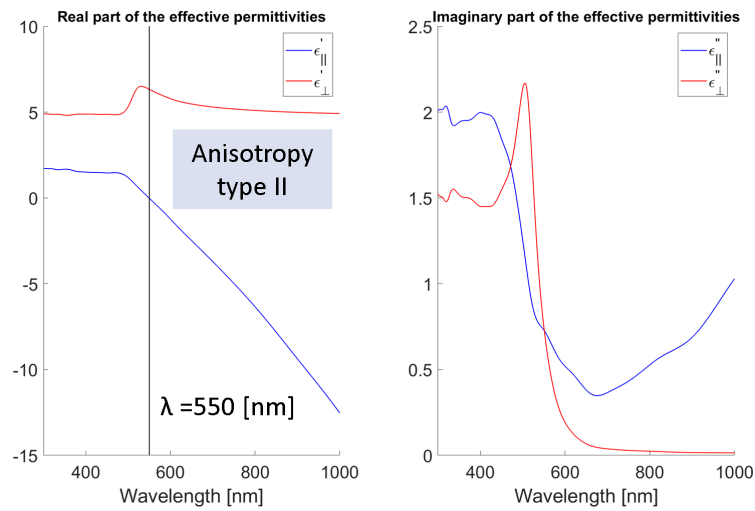 Real part of the effective permittivities
10
5
0
-5
-10
-15
400
600
800
1000
Wavelength [nm]
ϵ'||
ϵ'⊥
Anisotropy
type II
λ =550 [nm]
Imaginary part of the effective permittivities
2.5
2
1.5
1
0.5
0
400
600
800
1000
Wavelength [nm]
ϵ''||
ϵ''⊥